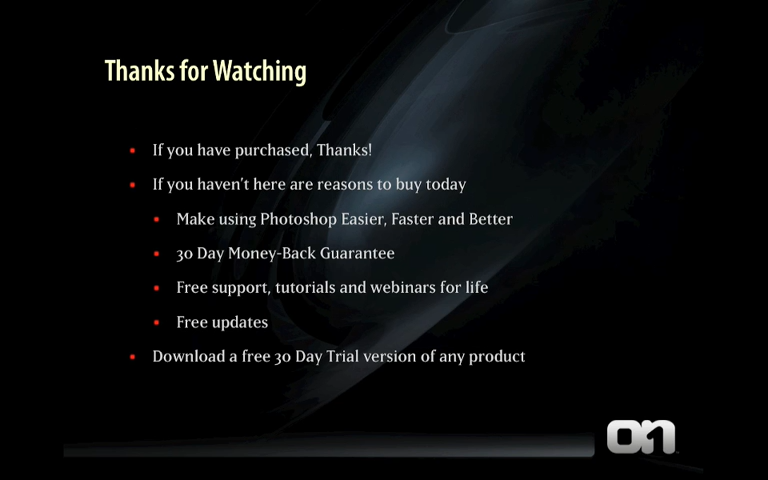 Thanks for Watching
If you have purchased, Thanks!
If you haven't here are reasons to buy today
Make using Photoshop Easier, Faster and Better
30 Day Money-Back Guarantee
Free support, tutorials and webinars for life
Free updates
Download a free 30 Day Trial version of any product
on